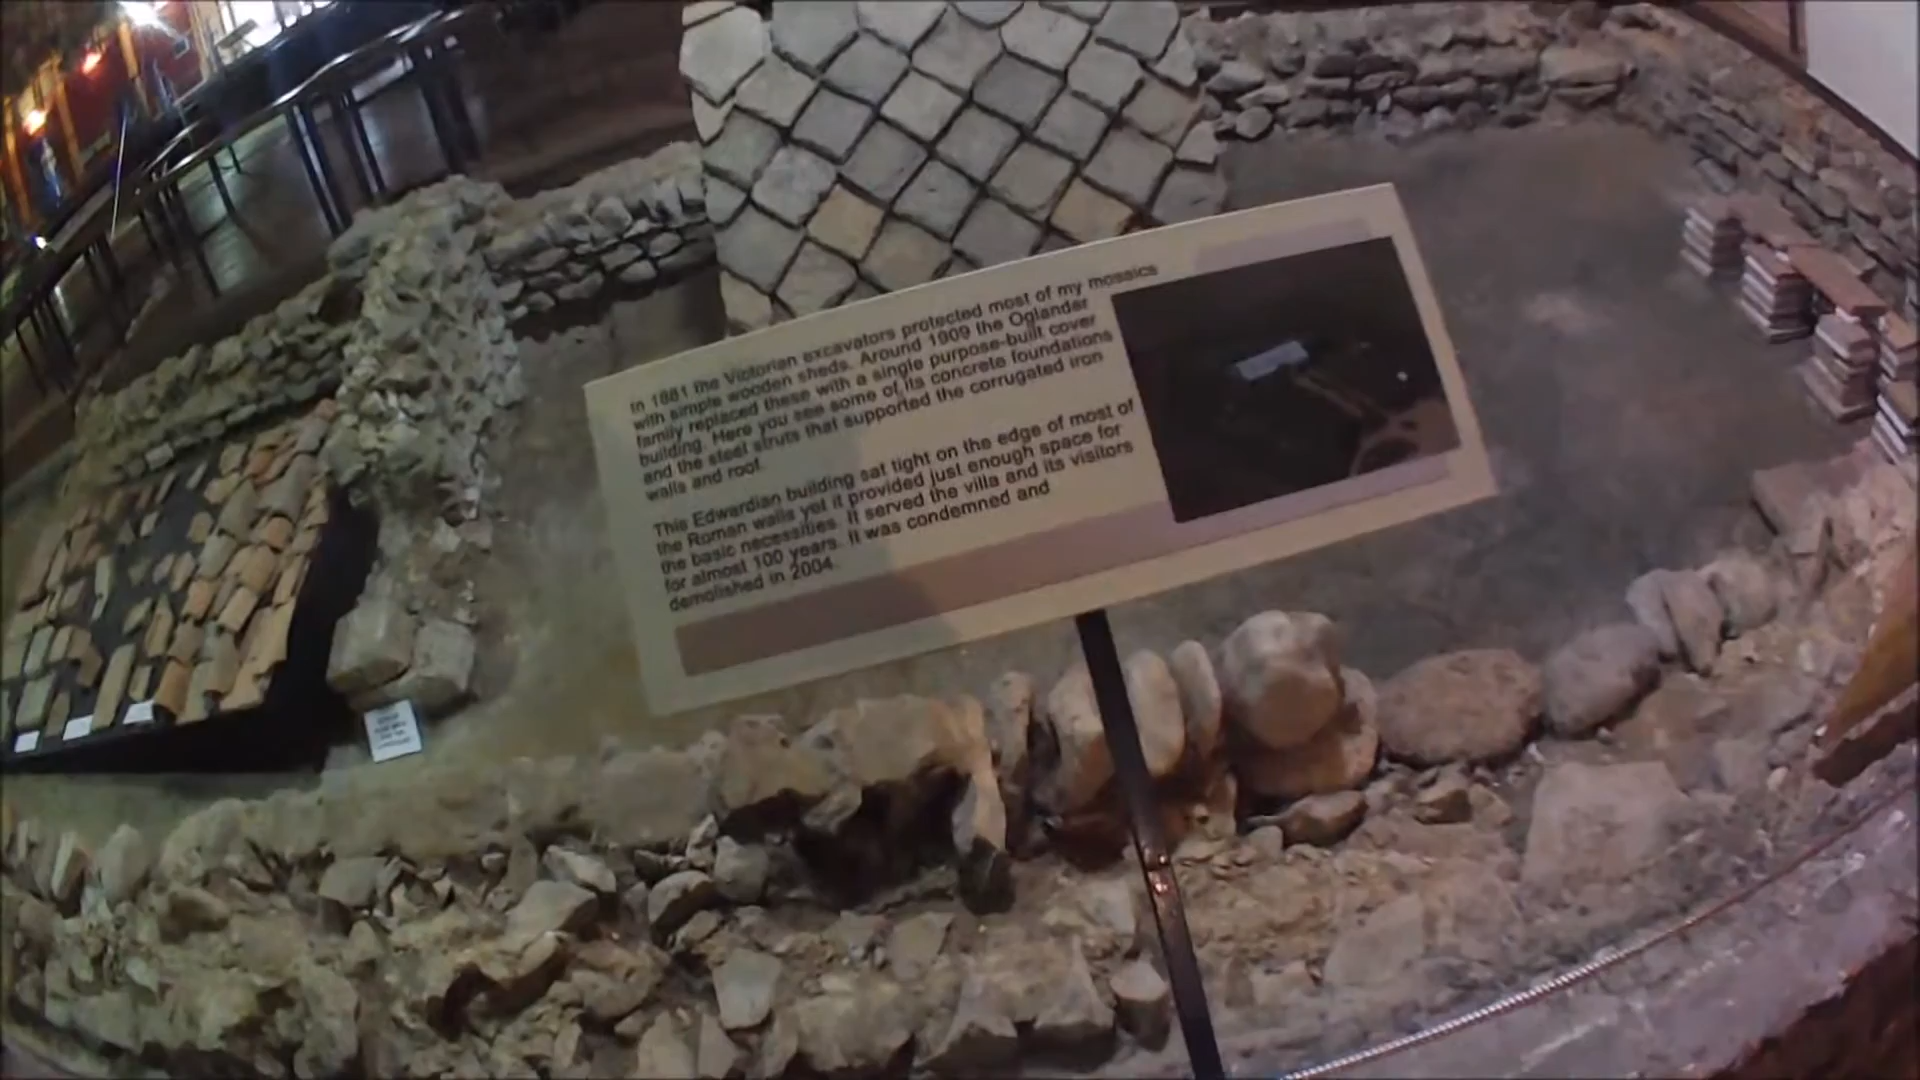 In 1881 the Victorian excavators protected most of my mosaics
with simple wooden sheds. Around 1909 the Oglander
family replaced these with a single purpose-built cover
building. Here you see some of its concrete foundations
and the steel struts that supported the corrugated iron
walls and roof.
This Edwardian building sat tight on the edge of most of
the Roman walls yet it provided just enough space for
the basic necessities. It served the villa and its visitors
for almost 100 years. It was condemned and
demolished in 2004.